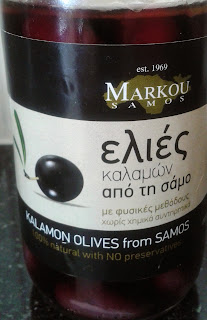 est. 1969
MARKOU
SAMOS
ελιές
καλαμών
από τη σάμο
με φυσικές μεθόδους
χωρίς χημικά συντηρητικά
KALAMON OLIVES from SAMOS
100% natural with NO preservatives